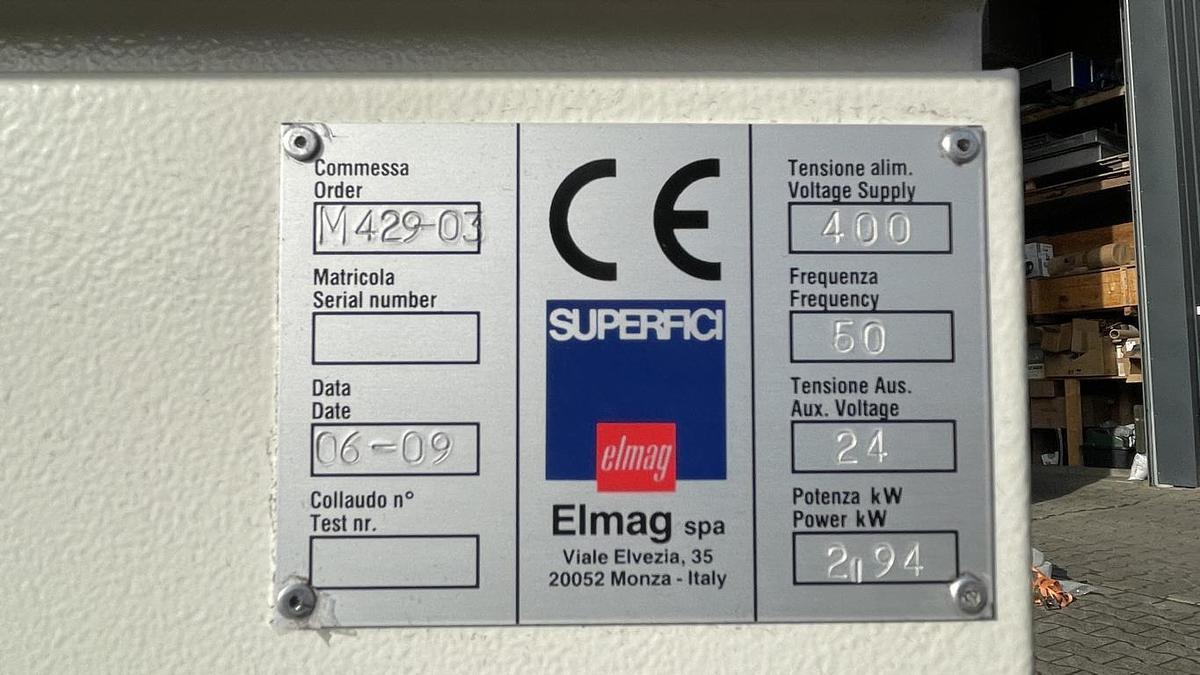 Commessa
Order
M429-03
Matricola
Serial number
Data
Date
06-09
Collaudo n°
Test nr.
CE
SUPERFICI
elmag
Elmag spa
Viale Elvezia, 35
20052 Monza - Italy
Tensione alim.
Voltage Supply
400
Frequenza
Frequency
50
Tensione Aus.
Aux. Voltage
24
Potenza kW
Power kW
2,94